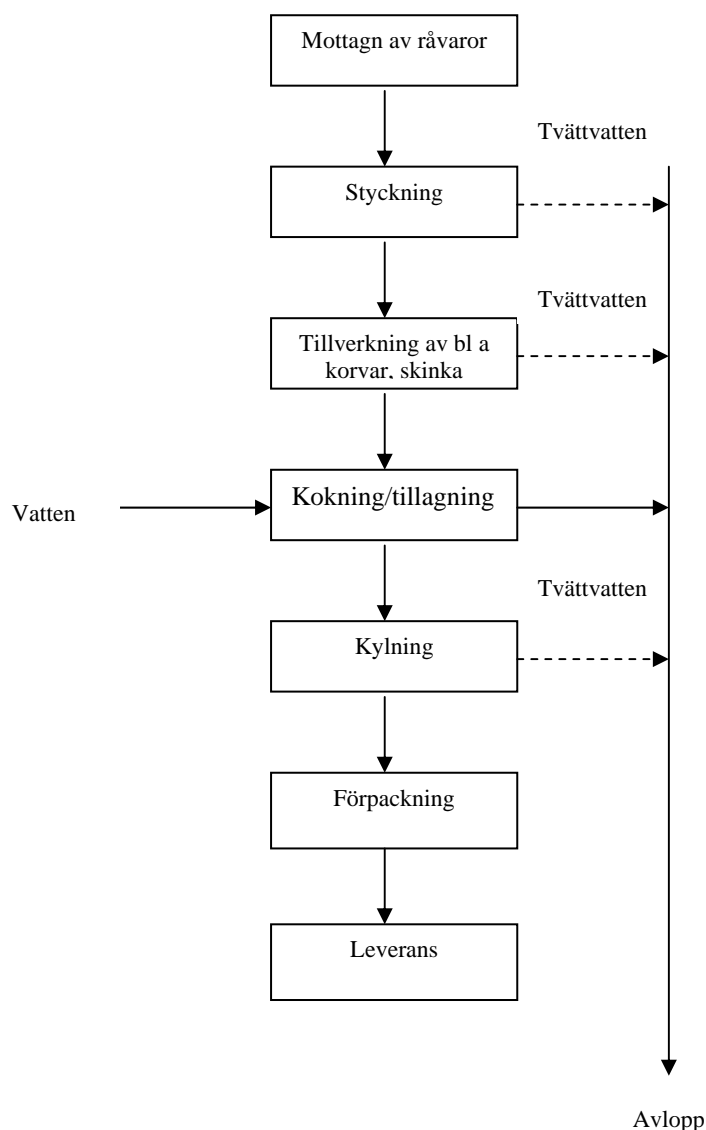 Mottagn av råvaror
Tvättvatten
Styckning
Tvättvatten
Tillverkning av bl a
korvar, skinka
Vatten
Kokning/tillagning
Tvättvatten
Kylning
Förpackning
Leverans
Avlopp